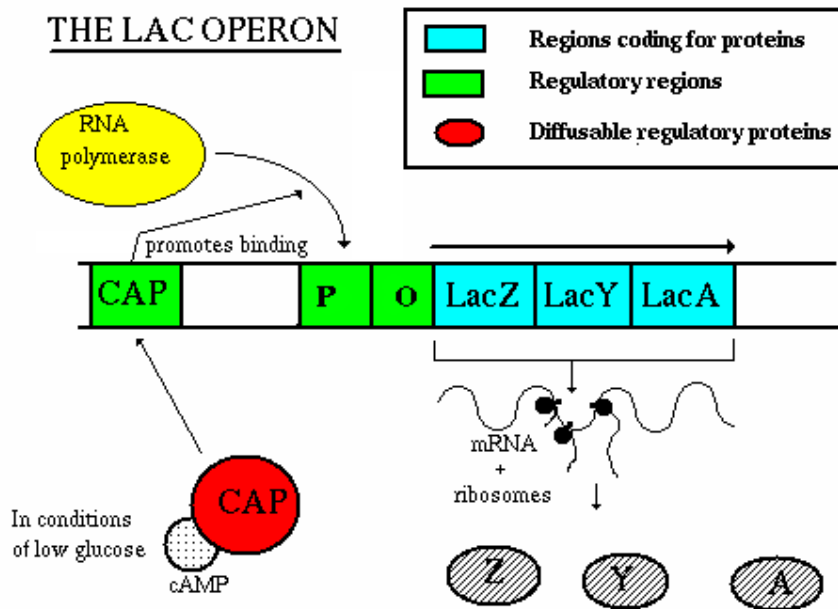 THE LAC OPERON
Regions coding for proteins
Regulatory regions
Diffusable regulatory proteins
RNA
polymerase
promotes binding
CAP
P
O
LacZ
LacY
LacA
mRNA
+
ribosomes
CAP
In conditions
of low glucose
cAMP
Z
Y
A